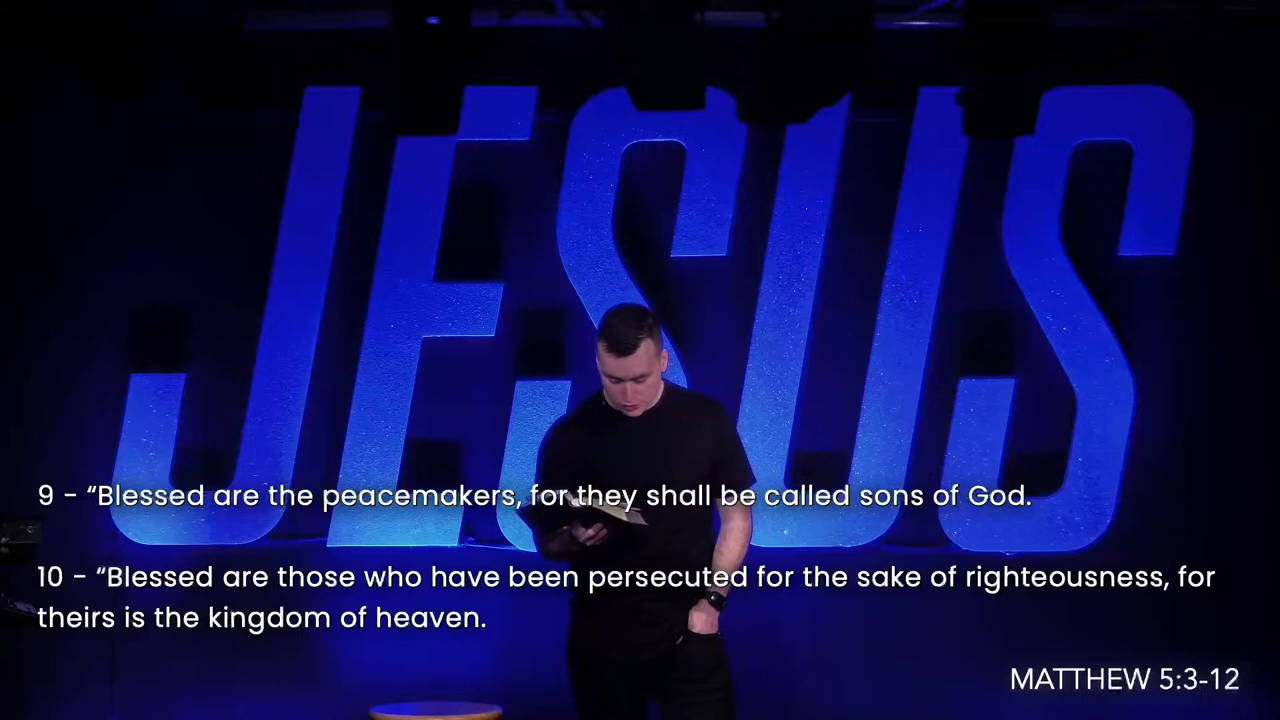 JESUS
9 - “Blessed are the peacemakers, for they shall be called sons of God.
10 - “Blessed are those who have been persecuted for the sake of righteousness, for
theirs is the kingdom of heaven.
MATTHEW 5:3-12